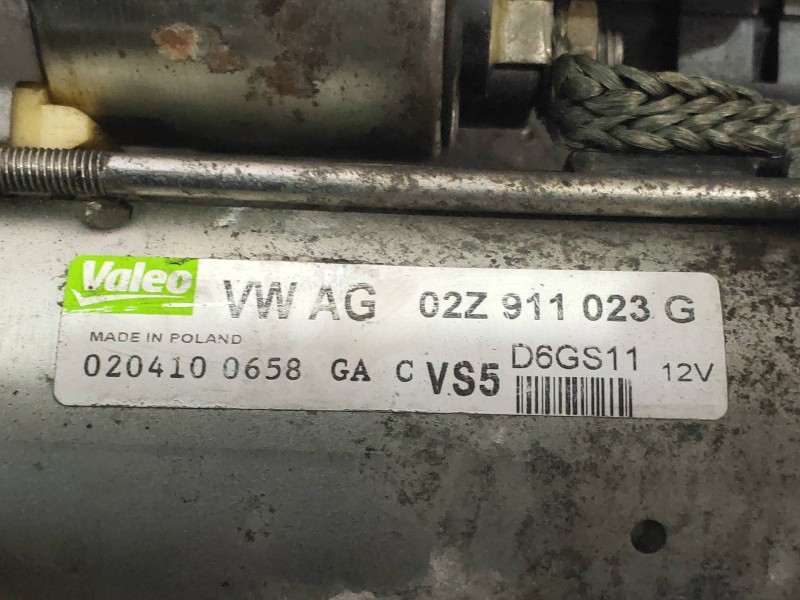 Valeo VW AG 02Z 911 023 G
MADE IN POLAND
020410 0658 GA C VS5 D6GS11 12V